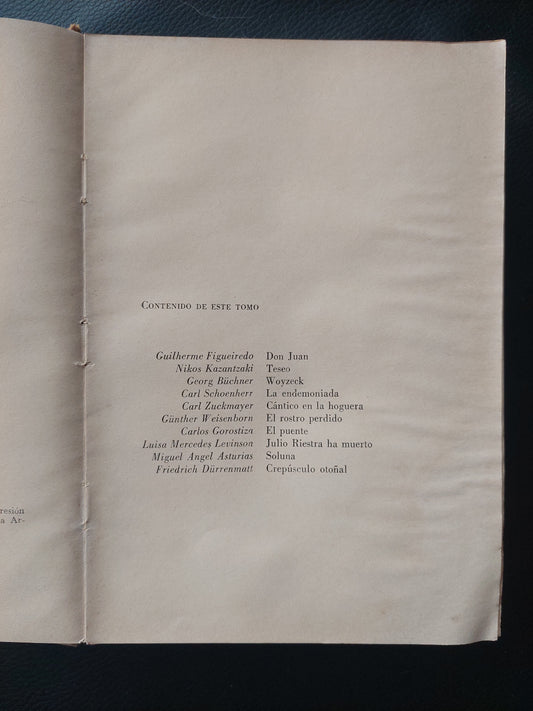 resión
a Ar-
CONTENIDO DE ESTE TOMO
Guilherme Figueiredo Don Juan
Nikos Kazantzaki Teseo
Georg Büchner Woyzeck
Carl Schoenherr La endemoniada
Carl Zuckmayer Cántico en la hoguera
Günther Weisenborn El rostro perdido
Carlos Gorostiza El puente
Luisa Mercedes Levinson Julio Riestra ha muerto
Miguel Angel Asturias Soluna
Friedrich Dürrenmatt Crepúsculo otoñal